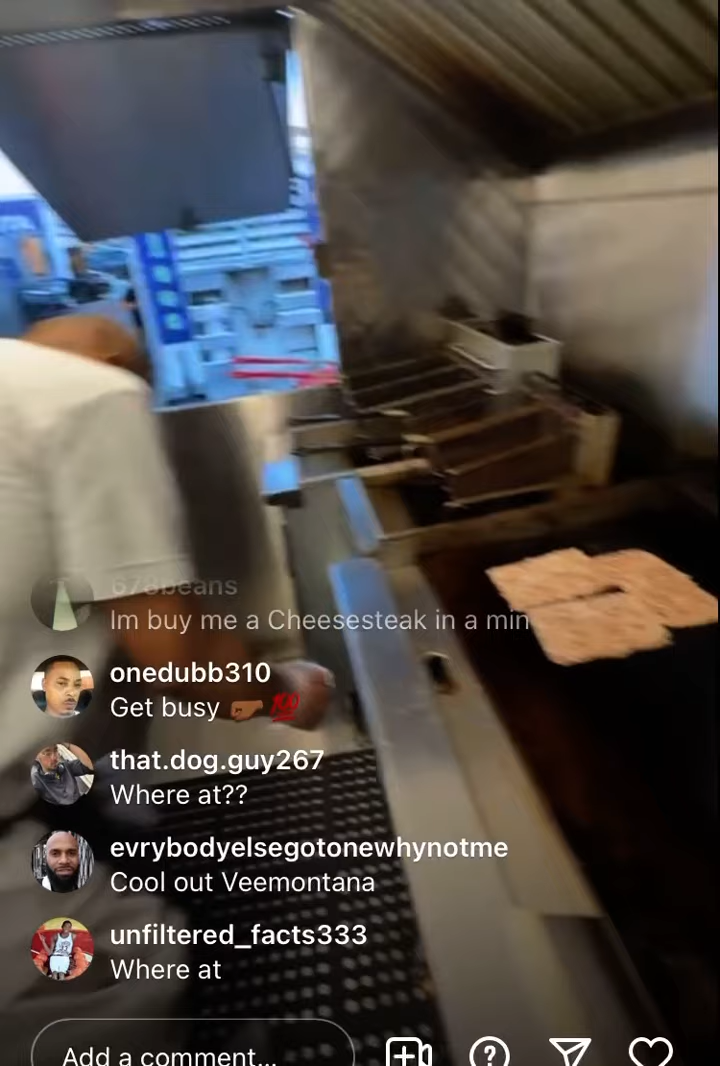 678beans
Im buy me a Cheesesteak in a min
onedubb310
Get busy 🤛🏾 💯
that.dog.guy267
Where at??
evrybodyelsegotonewhynotme
Cool out Veemontana
unfiltered_facts333
Where at
Add a comment...